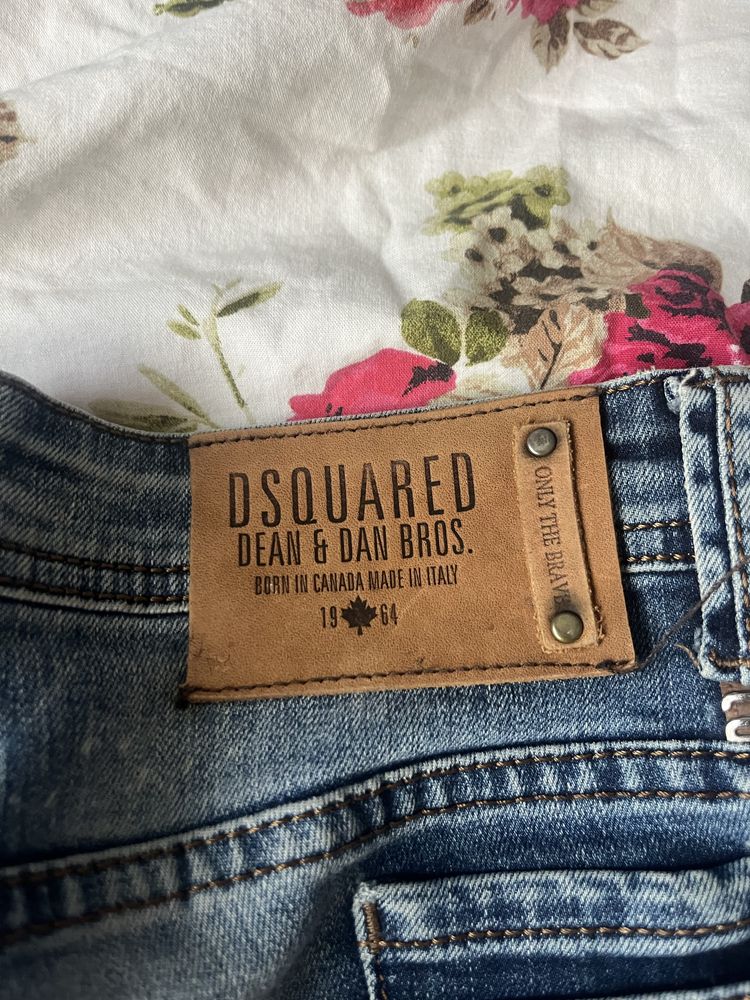 DSQUARED
DEAN & DAN BROS.
BORN IN CANADA MADE IN ITALY
19 64
ONLY THE BRAVE